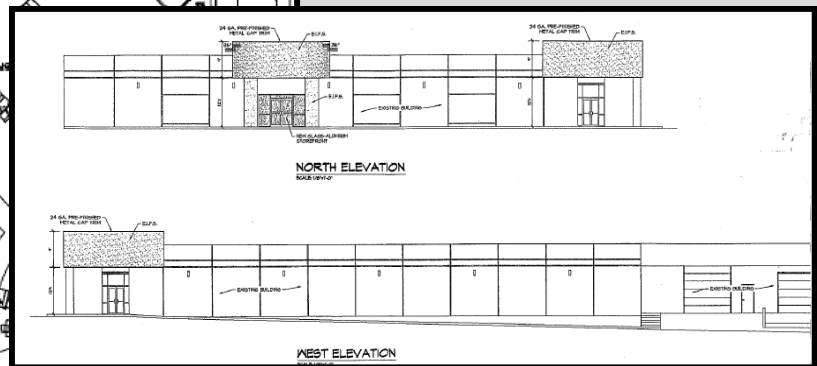 24 GA. PRE-FINISHED
METAL CAP TRIM
E.I.F.S.
24 GA. PRE-FINISHED
METAL CAP TRIM
E.I.F.S.
E.I.F.S.
EXISTING BUILDING
NEW GLASS-ALUMINUM
STOREFRONT
NORTH ELEVATION
24 GA. PRE-FINISHED
METAL CAP TRIM
E.I.F.S.
EXISTING BUILDING
EXISTING BUILDING
WEST ELEVATION